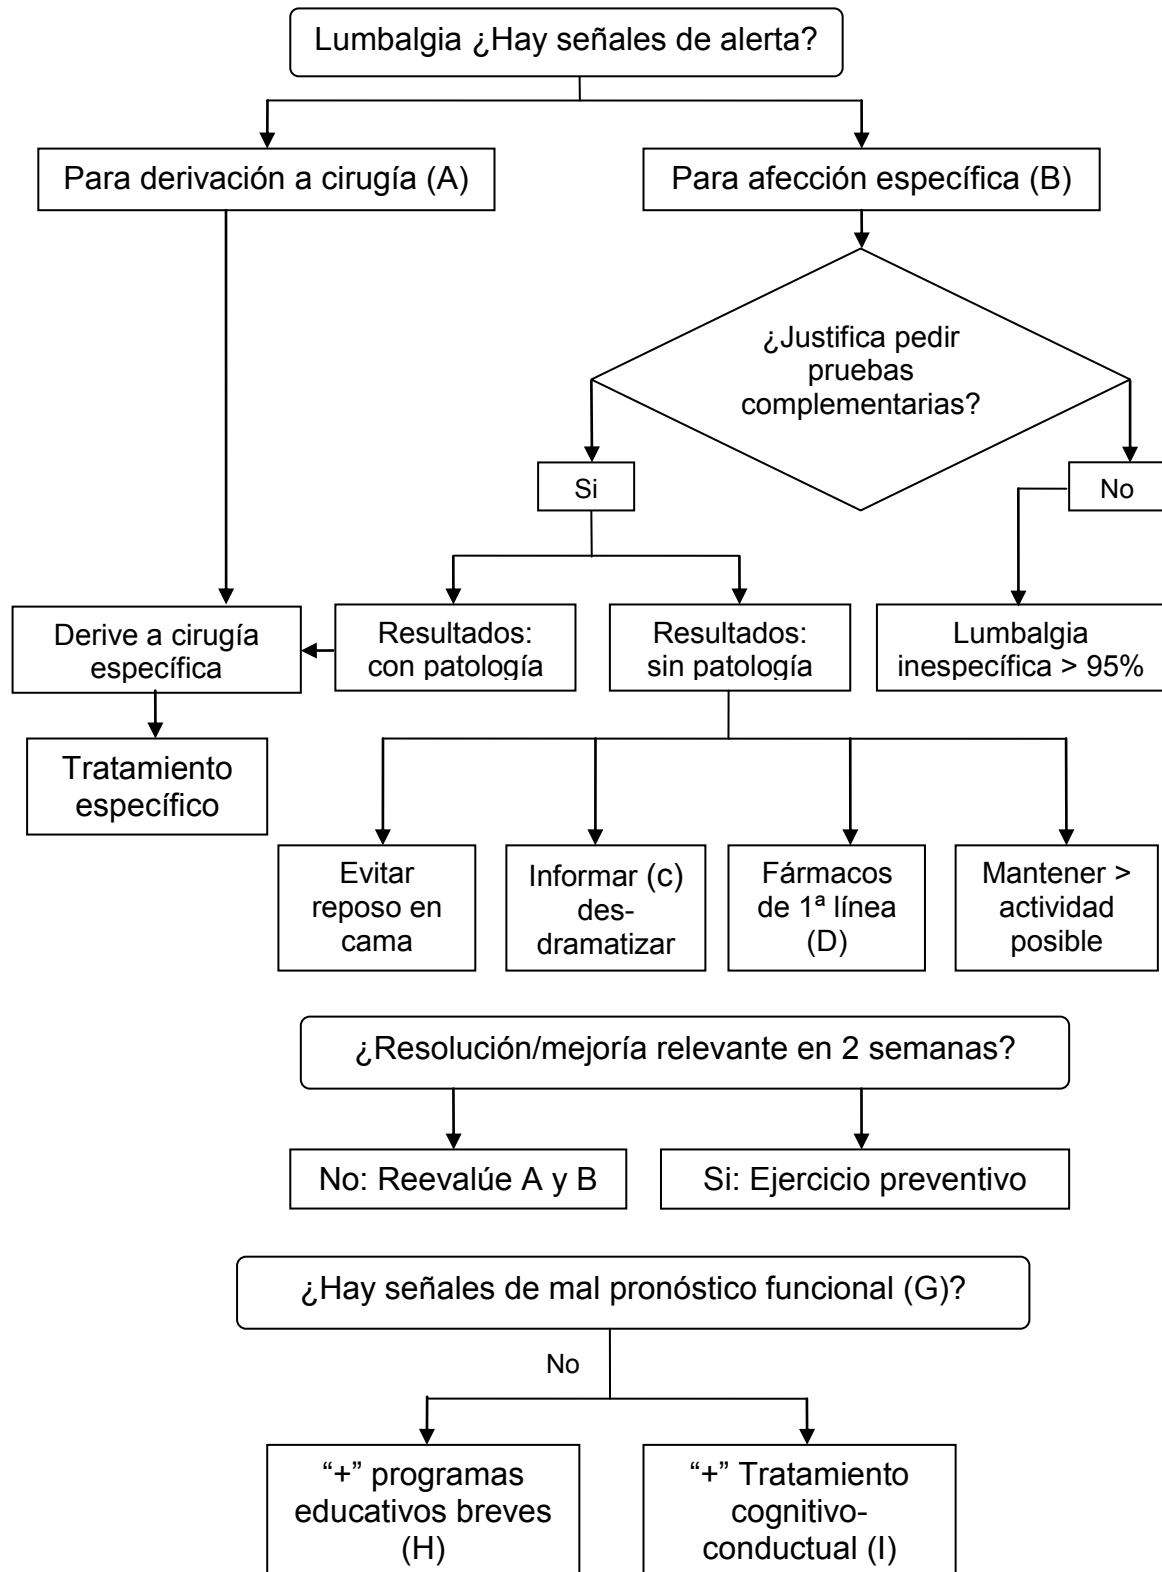 Lumbalgia ¿Hay señales de alerta?
Para derivación a cirugía (A)
Para afección específica (B)
¿Justifica pedir
pruebas
complementarias?
Si
No
Derive a cirugía
específica
Resultados:
con patología
Resultados:
sin patología
Lumbalgia
inespecífica > 95%
Tratamiento
específico
Evitar
reposo en
cama
Informar (c)
des-
dramatizar
Fármacos
de 1ª línea
(D)
Mantener >
actividad
posible
¿Resolución/mejoría relevante en 2 semanas?
No: Reevalúe A y B
Si: Ejercicio preventivo
¿Hay señales de mal pronóstico funcional (G)?
No
“+” programas
educativos breves
(H)
“+” Tratamiento
cognitivo-
conductual (I)